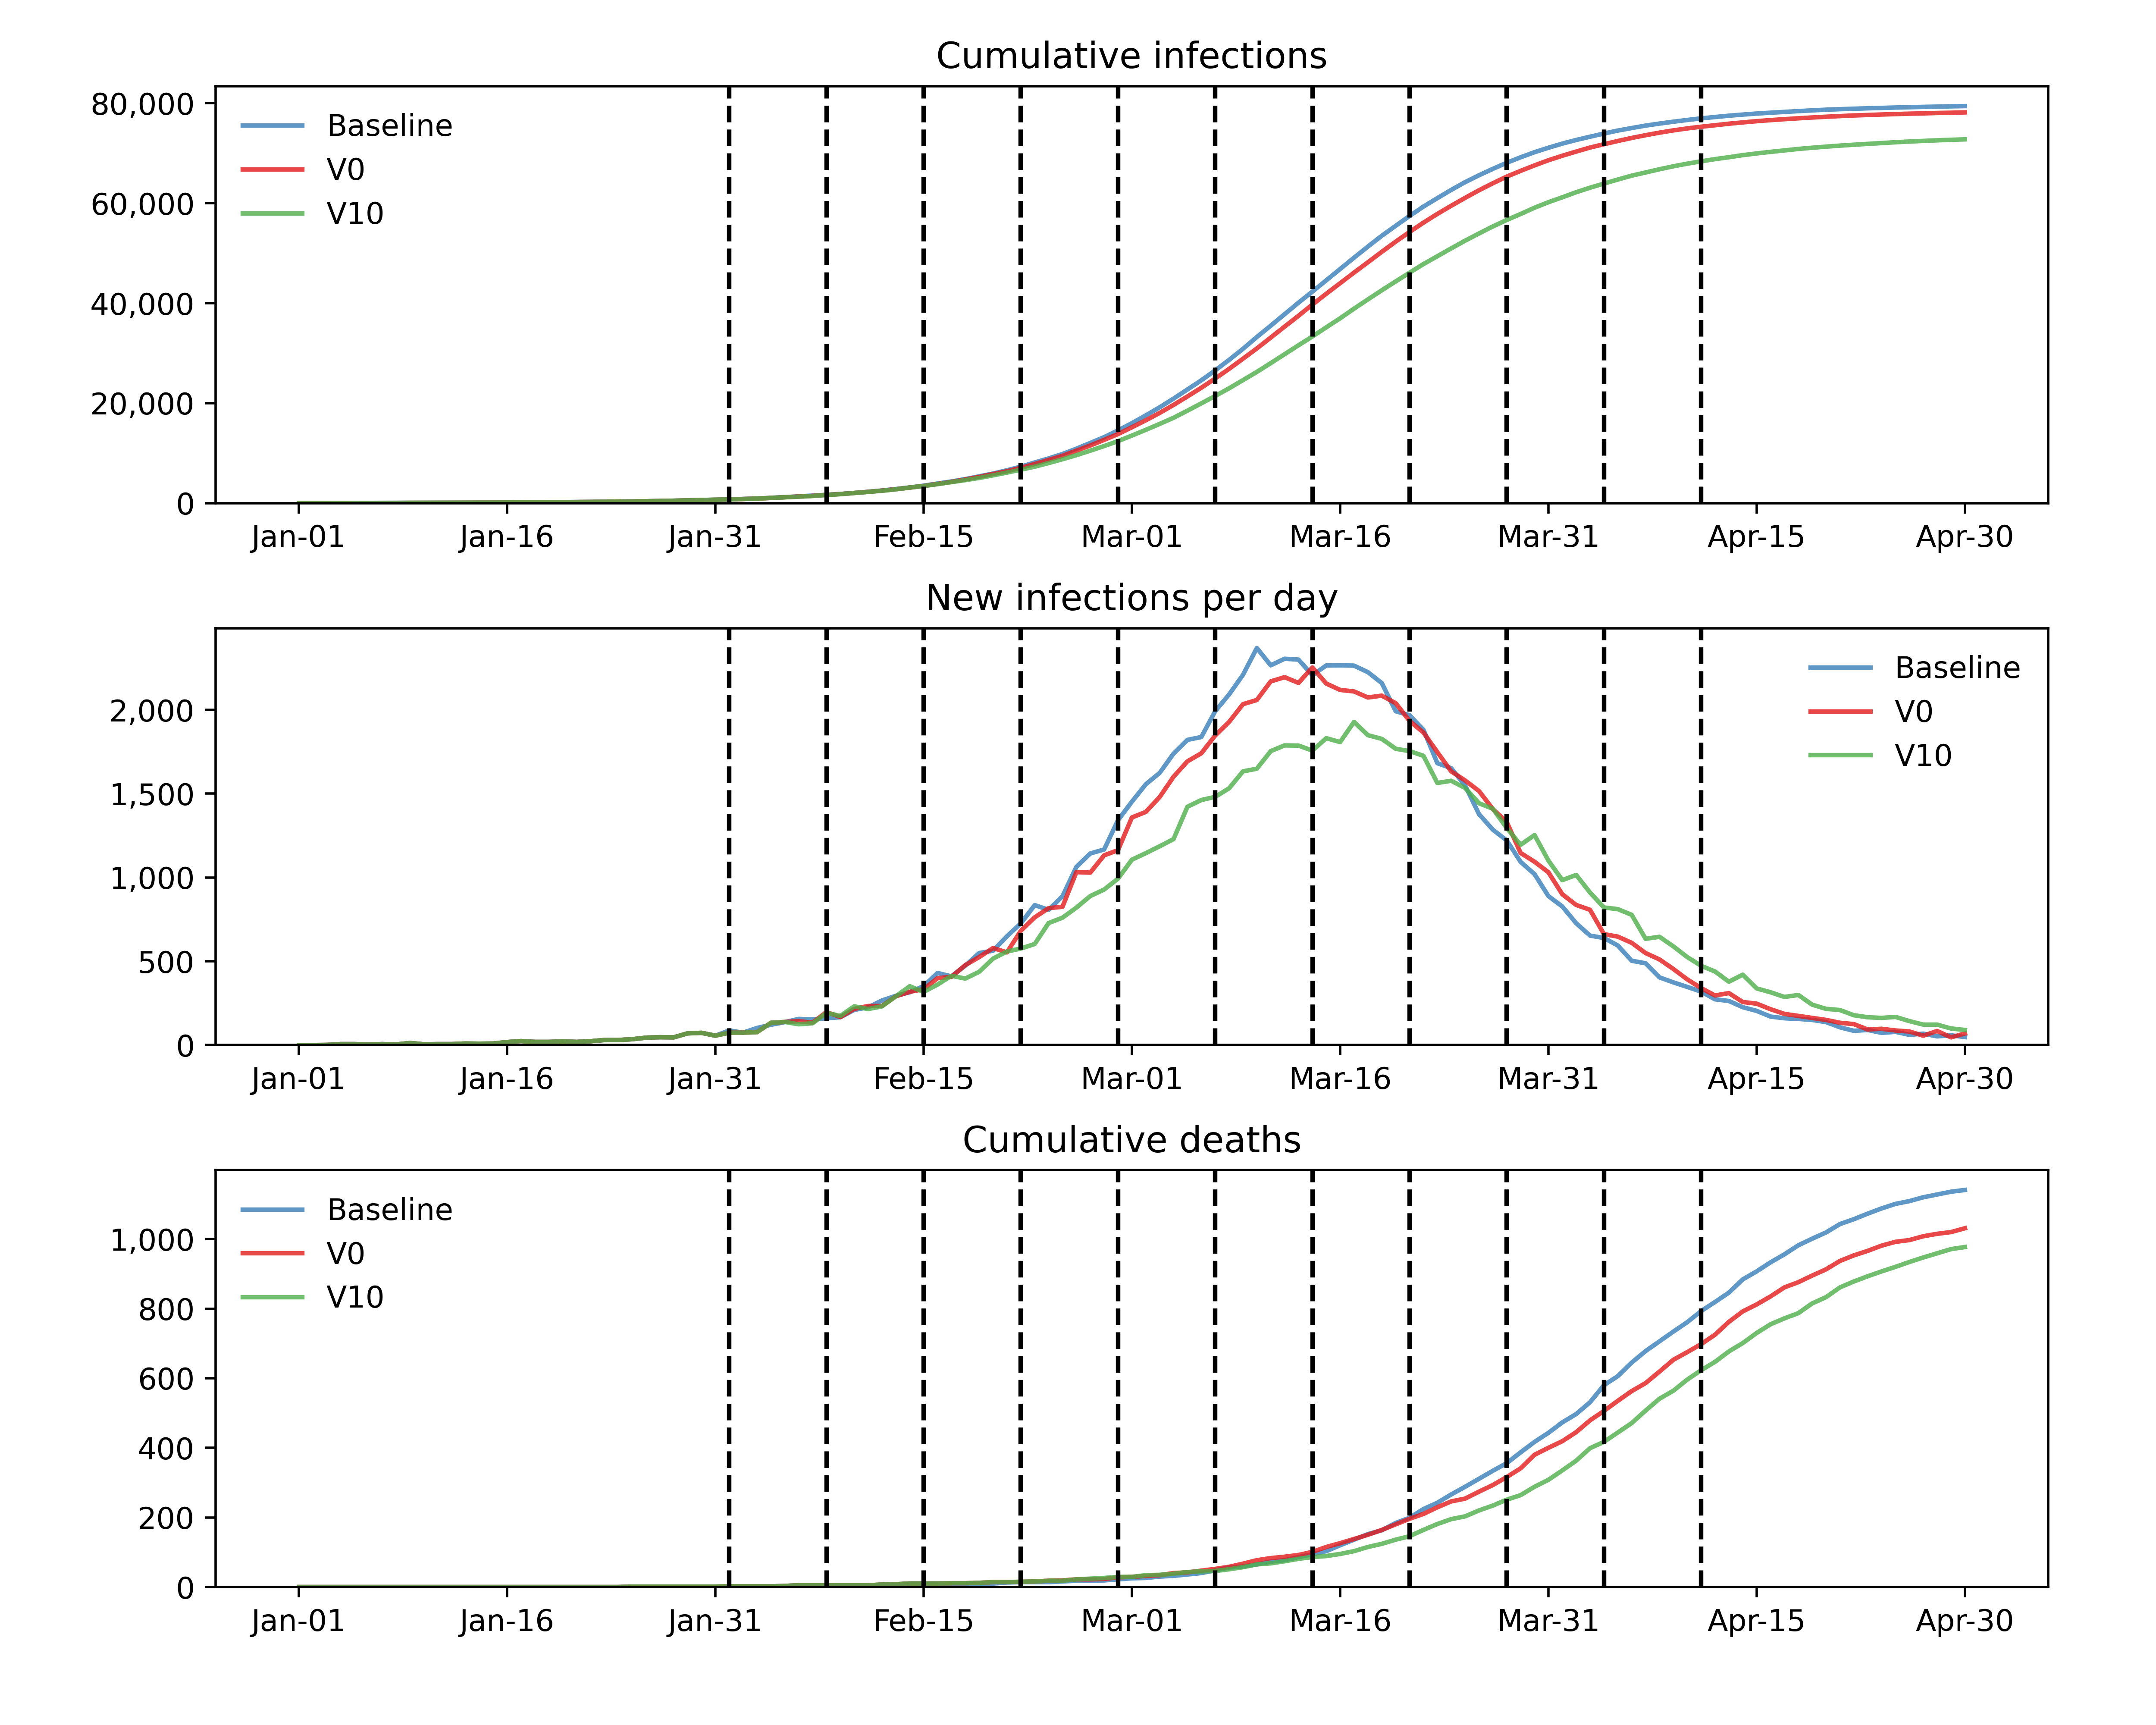 Cumulative infections
80,000
60,000
40,000
20,000
0
Baseline
V0
V10
Jan-01 Jan-16 Jan-31 Feb-15 Mar-01 Mar-16 Mar-31 Apr-15 Apr-30
New infections per day
2,000
1,500
1,000
500
0
Baseline
V0
V10
Jan-01 Jan-16 Jan-31 Feb-15 Mar-01 Mar-16 Mar-31 Apr-15 Apr-30
Cumulative deaths
1,000
800
600
400
200
0
Baseline
V0
V10
Jan-01 Jan-16 Jan-31 Feb-15 Mar-01 Mar-16 Mar-31 Apr-15 Apr-30